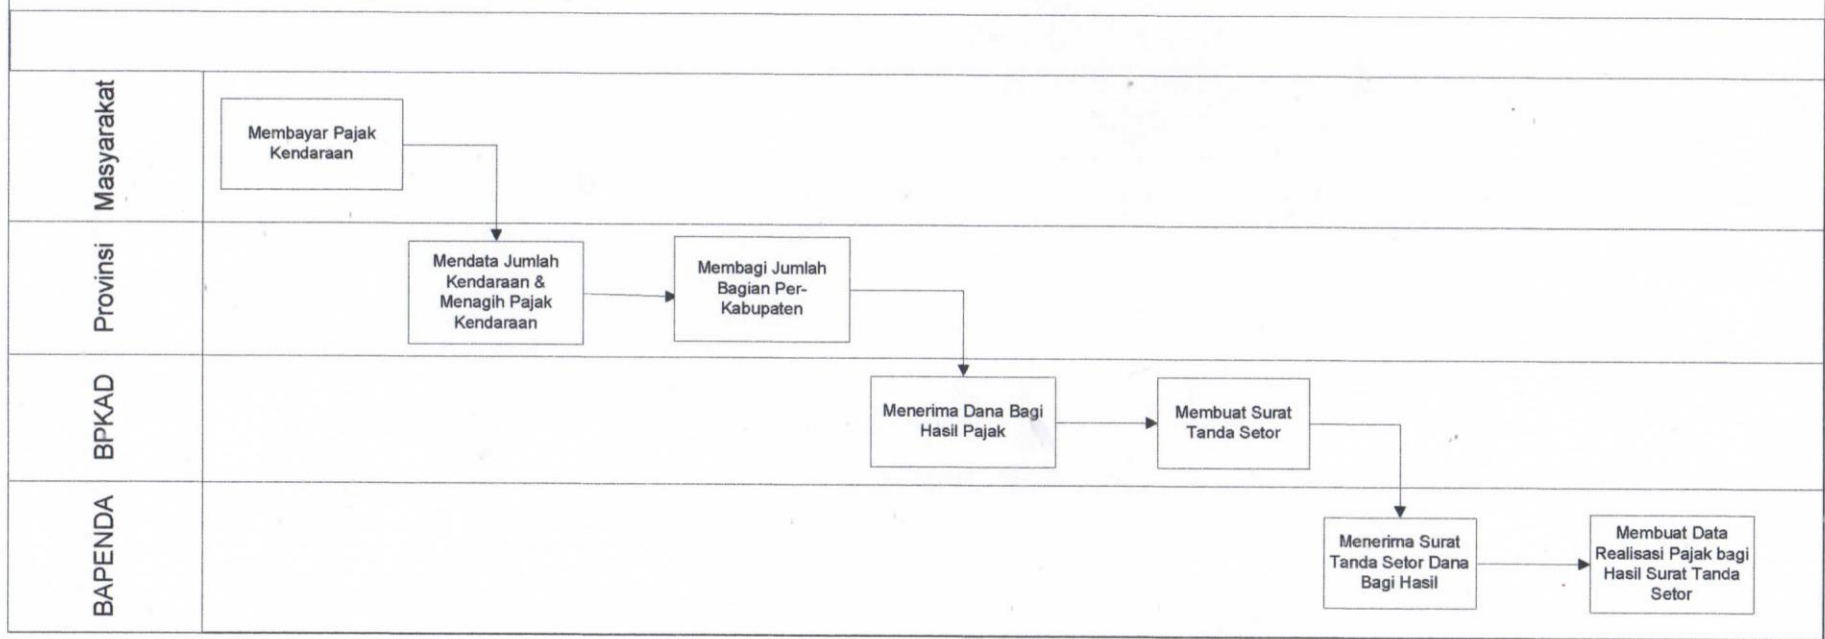 Masyarakat
Membayar Pajak
Kendaraan
Provinsi
Mendata Jumlah
Kendaraan &
Menagih Pajak
Kendaraan
Membagi Jumlah
Bagian Per-
Kabupaten
BPKAD
Menerima Dana Bagi
Hasil Pajak
Membuat Surat
Tanda Setor
BAPENDA
Menerima Surat
Tanda Setor Dana
Bagi Hasil
Membuat Data
Realisasi Pajak bagi
Hasil Surat Tanda
Setor